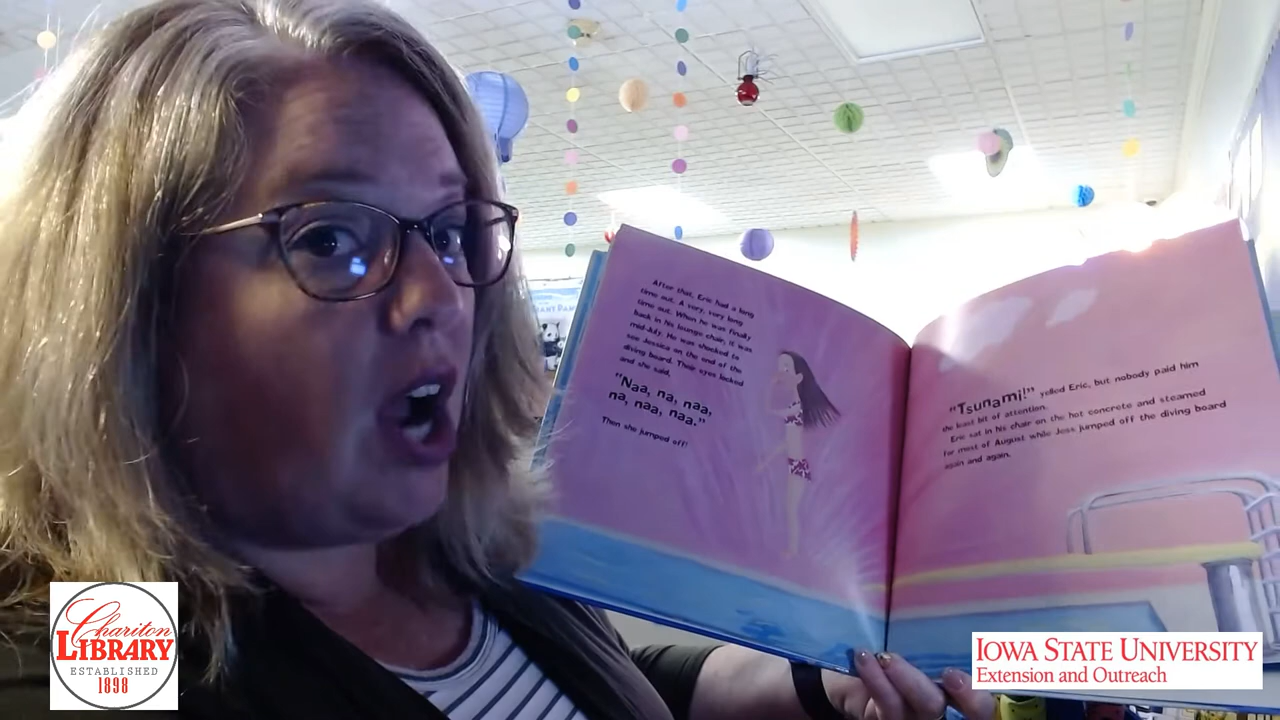 After that, Eric had a long
time out. A very, very long
time out. When he was finally
back in his lounge chair, it was
mid-July. He was shocked to
see Jessica on the end of the
diving board. Their eyes locked
and she said,
"Naa, na, naa,
na, naa, naa."
Then she jumped off!
"Tsunami!" yelled Eric, but nobody paid him
the least bit of attention.
Eric sat in his chair on the hot concrete and steamed
for most of August while Jess jumped off the diving board
again and again.
Chariton
LIBRARY
ESTABLISHED
1898
IOWA STATE UNIVERSITY
Extension and Outreach